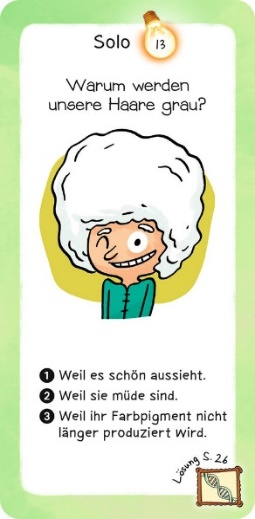 Solo 13
Warum werden
unsere Haare grau?
1 Weil es schön aussieht.
2 Weil sie müde sind.
3 Weil ihr Farbpigment nicht
länger produziert wird.
Lösung S. 26